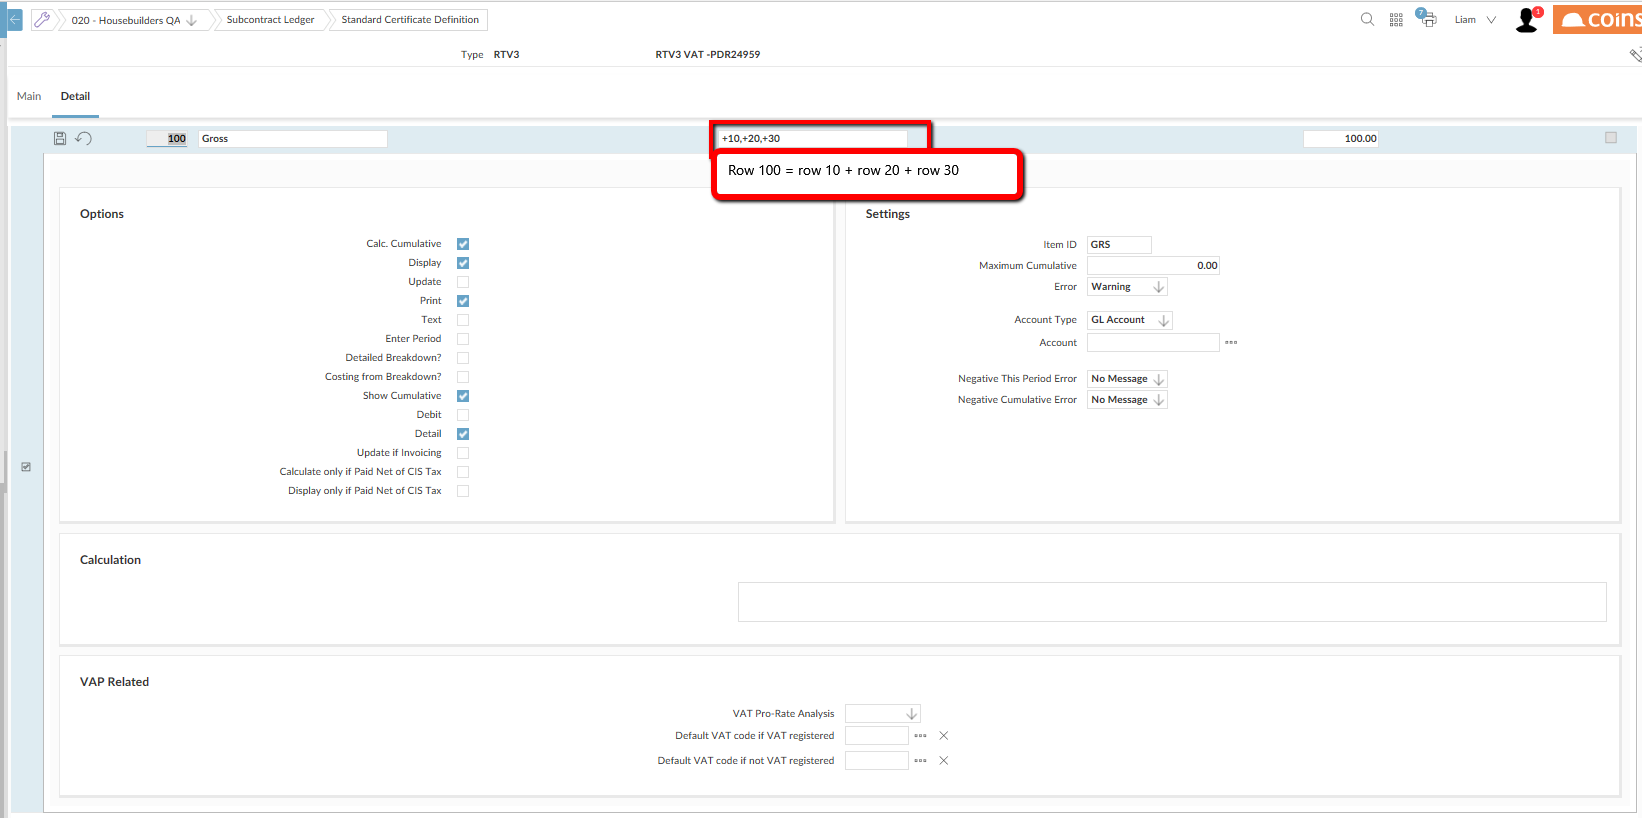 020 - Housebuilders QA
Subcontract Ledger
Standard Certificate Definition
7
Liam
1
coins
Type RTV3
RTV3 VAT -PDR24959
Main
Detail
100
Gross
+10,+20,+30
100.00
Row 100 = row 10 + row 20 + row 30
Options
Calc. Cumulative
Display
Update
Print
Text
Enter Period
Detailed Breakdown?
Costing from Breakdown?
Show Cumulative
Debit
Detail
Update if Invoicing
Calculate only if Paid Net of CIS Tax
Display only if Paid Net of CIS Tax
Settings
Item ID GRS
Maximum Cumulative 0.00
Error Warning
Account Type GL Account
Account
Negative This Period Error No Message
Negative Cumulative Error No Message
Calculation
VAP Related
VAT Pro-Rate Analysis
Default VAT code if VAT registered
Default VAT code if not VAT registered